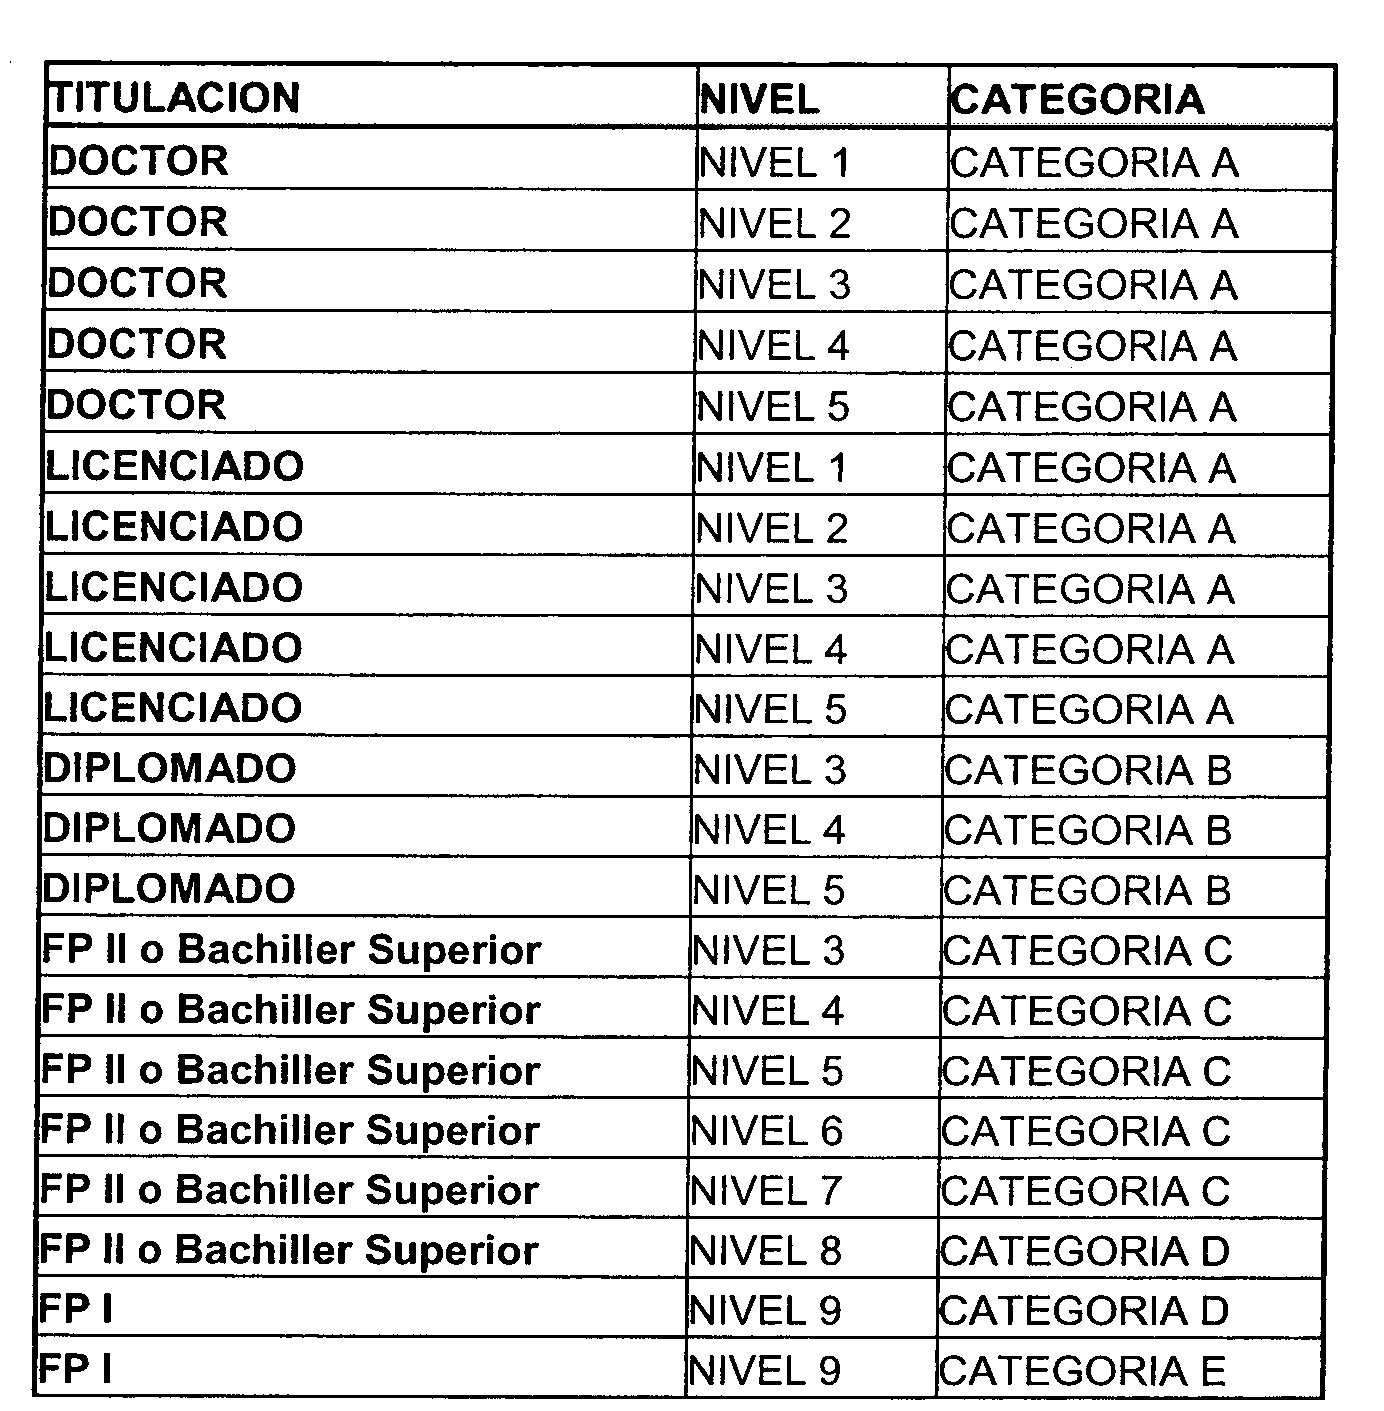 TITULACION NIVEL CATEGORIA
DOCTOR NIVEL 1 CATEGORIA A
DOCTOR NIVEL 2 CATEGORIA A
DOCTOR NIVEL 3 CATEGORIA A
DOCTOR NIVEL 4 CATEGORIA A
DOCTOR NIVEL 5 CATEGORIA A
LICENCIADO NIVEL 1 CATEGORIA A
LICENCIADO NIVEL 2 CATEGORIA A
LICENCIADO NIVEL 3 CATEGORIA A
LICENCIADO NIVEL 4 CATEGORIA A
LICENCIADO NIVEL 5 CATEGORIA A
DIPLOMADO NIVEL 3 CATEGORIA B
DIPLOMADO NIVEL 4 CATEGORIA B
DIPLOMADO NIVEL 5 CATEGORIA B
FP II o Bachiller Superior NIVEL 3 CATEGORIA C
FP II o Bachiller Superior NIVEL 4 CATEGORIA C
FP II o Bachiller Superior NIVEL 5 CATEGORIA C
FP II o Bachiller Superior NIVEL 6 CATEGORIA C
FP II o Bachiller Superior NIVEL 7 CATEGORIA C
FP II o Bachiller Superior NIVEL 8 CATEGORIA D
FP I NIVEL 9 CATEGORIA D
FP I NIVEL 9 CATEGORIA E